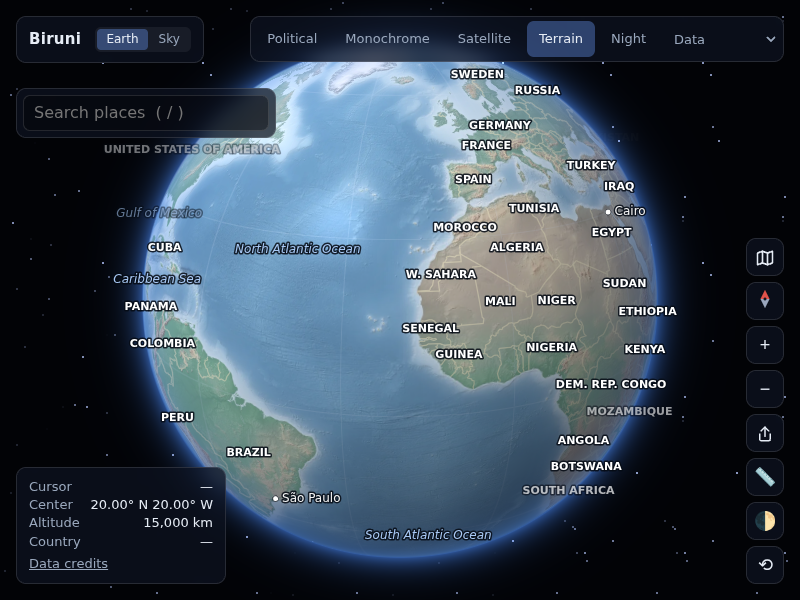 Biruni
Earth
Sky
Political
Monochrome
Satellite
Terrain
Night
Data
Search places ( / )
SWEDEN
RUSSIA
GERMANY
FRANCE
UNITED STATES OF AMERICA
TURKEY
SPAIN
IRAQ
TUNISIA
Cairo
Gulf of Mexico
MOROCCO
EGYPT
CUBA
North Atlantic Ocean
ALGERIA
W. SAHARA
Caribbean Sea
SUDAN
MALI
NIGER
PANAMA
ETHIOPIA
SENEGAL
COLOMBIA
GUINEA
NIGERIA
KENYA
DEM. REP. CONGO
MOZAMBIQUE
PERU
ANGOLA
BRAZIL
BOTSWANA
SOUTH AFRICA
São Paulo
South Atlantic Ocean
Cursor —
Center 20.00° N 20.00° W
Altitude 15,000 km
Country —
Data credits
+
−